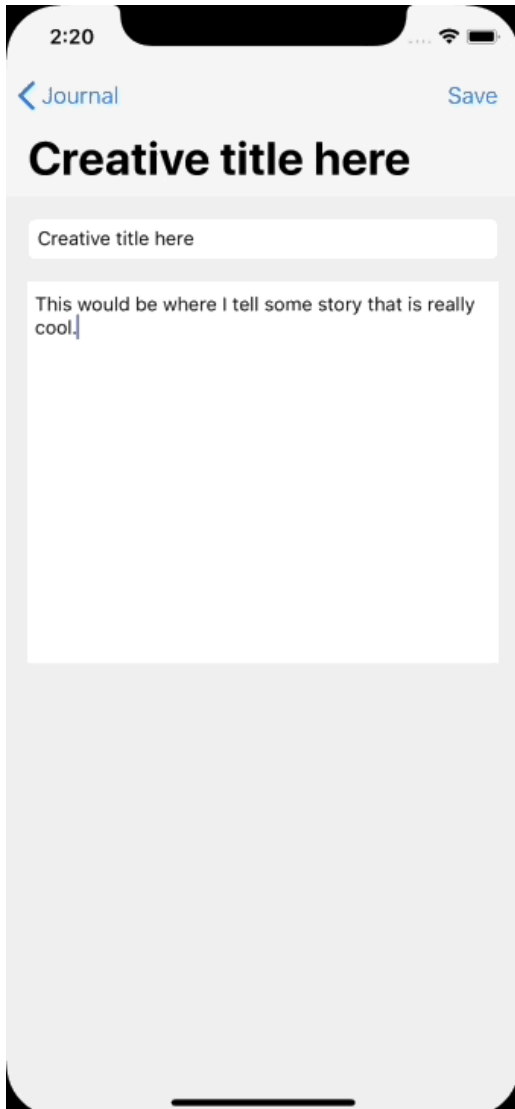 2:20
Journal
Save
Creative title here
Creative title here
This would be where I tell some story that is really
cool.